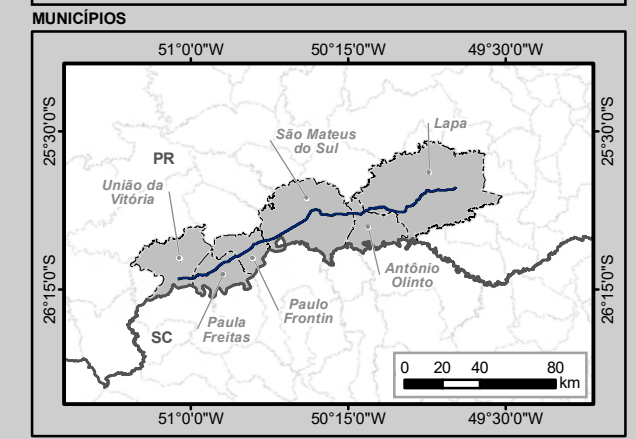 MUNICÍPIOS
51°0'0"W 50°15'0"W 49°30'0"W
25°30'0"S
25°30'0"S
Lapa
São Mateus
do Sul
PR
União da
Vitória
Antônio
Olinto
26°15'0"S
26°15'0"S
Paulo
Frontin
Paula
Freitas
SC
0 20 40 80
km
51°0'0"W 50°15'0"W 49°30'0"W